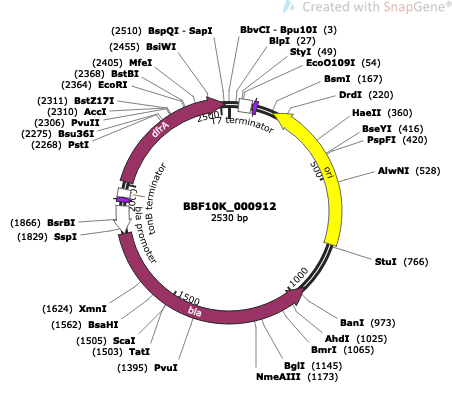 Created with SnapGene®
(2510) BspQI - SapI
(2455) BsiWI
(2405) MfeI
(2368) BstBI
(2364) EcoRI
(2311) BstZ17I
(2310) AccI
(2306) PvuII
(2275) Bsu36I
(2268) PstI
(1866) BsrBI
(1829) SspI
(1624) XmnI
(1562) BsaHI
(1505) ScaI
(1503) TatI
(1395) PvuI
BbvCI - Bpu10I (3)
BlpI (27)
StyI (49)
EcoO109I (54)
BsmI (167)
DrdI (220)
HaeII (360)
BseYI (416)
PspFI (420)
AlwNI (528)
StuI (766)
BanI (973)
AhdI (1025)
BmrI (1065)
BglI (1145)
NmeAIII (1173)
T7 terminator
ori
bla
bla promoter
tonB terminator
dfrA
500
1000
1500
2500
BBF10K_000912
2530 bp